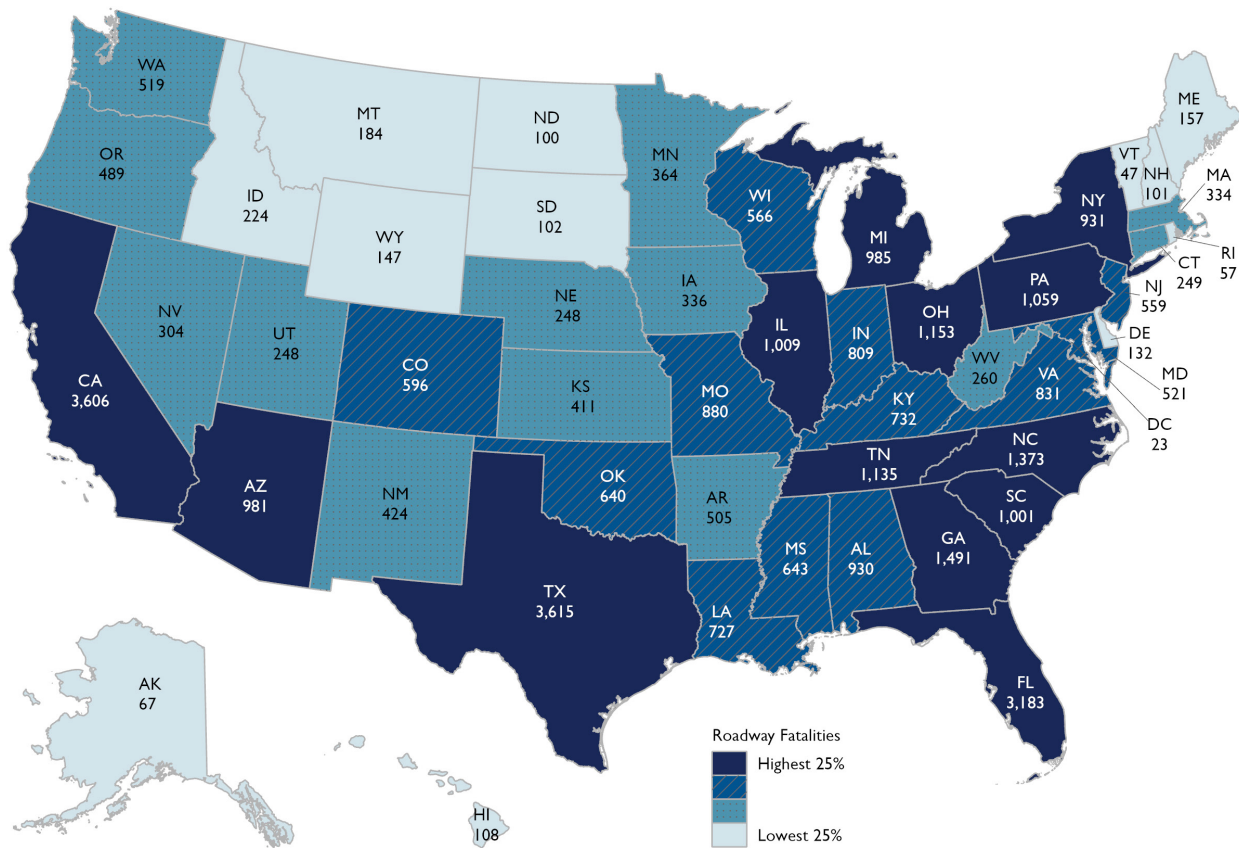 WA
519
OR
489
CA
3,606
NV
304
ID
224
MT
184
WY
147
UT
248
AZ
981
CO
596
NM
424
ND
100
SD
102
NE
248
KS
411
OK
640
TX
3,615
MN
364
IA
336
MO
880
AR
505
LA
727
WI
566
IL
1,009
MI
985
IN
809
OH
1,153
KY
732
TN
1,135
MS
643
AL
930
GA
1,491
FL
3,183
SC
1,001
NC
1,373
VA
831
WV
260
PA
1,059
NY
931
VT
47
NH
101
ME
157
MA
334
RI
57
CT
249
NJ
559
DE
132
MD
521
DC
23
AK
67
HI
108
Roadway Fatalities
Highest 25%
Lowest 25%